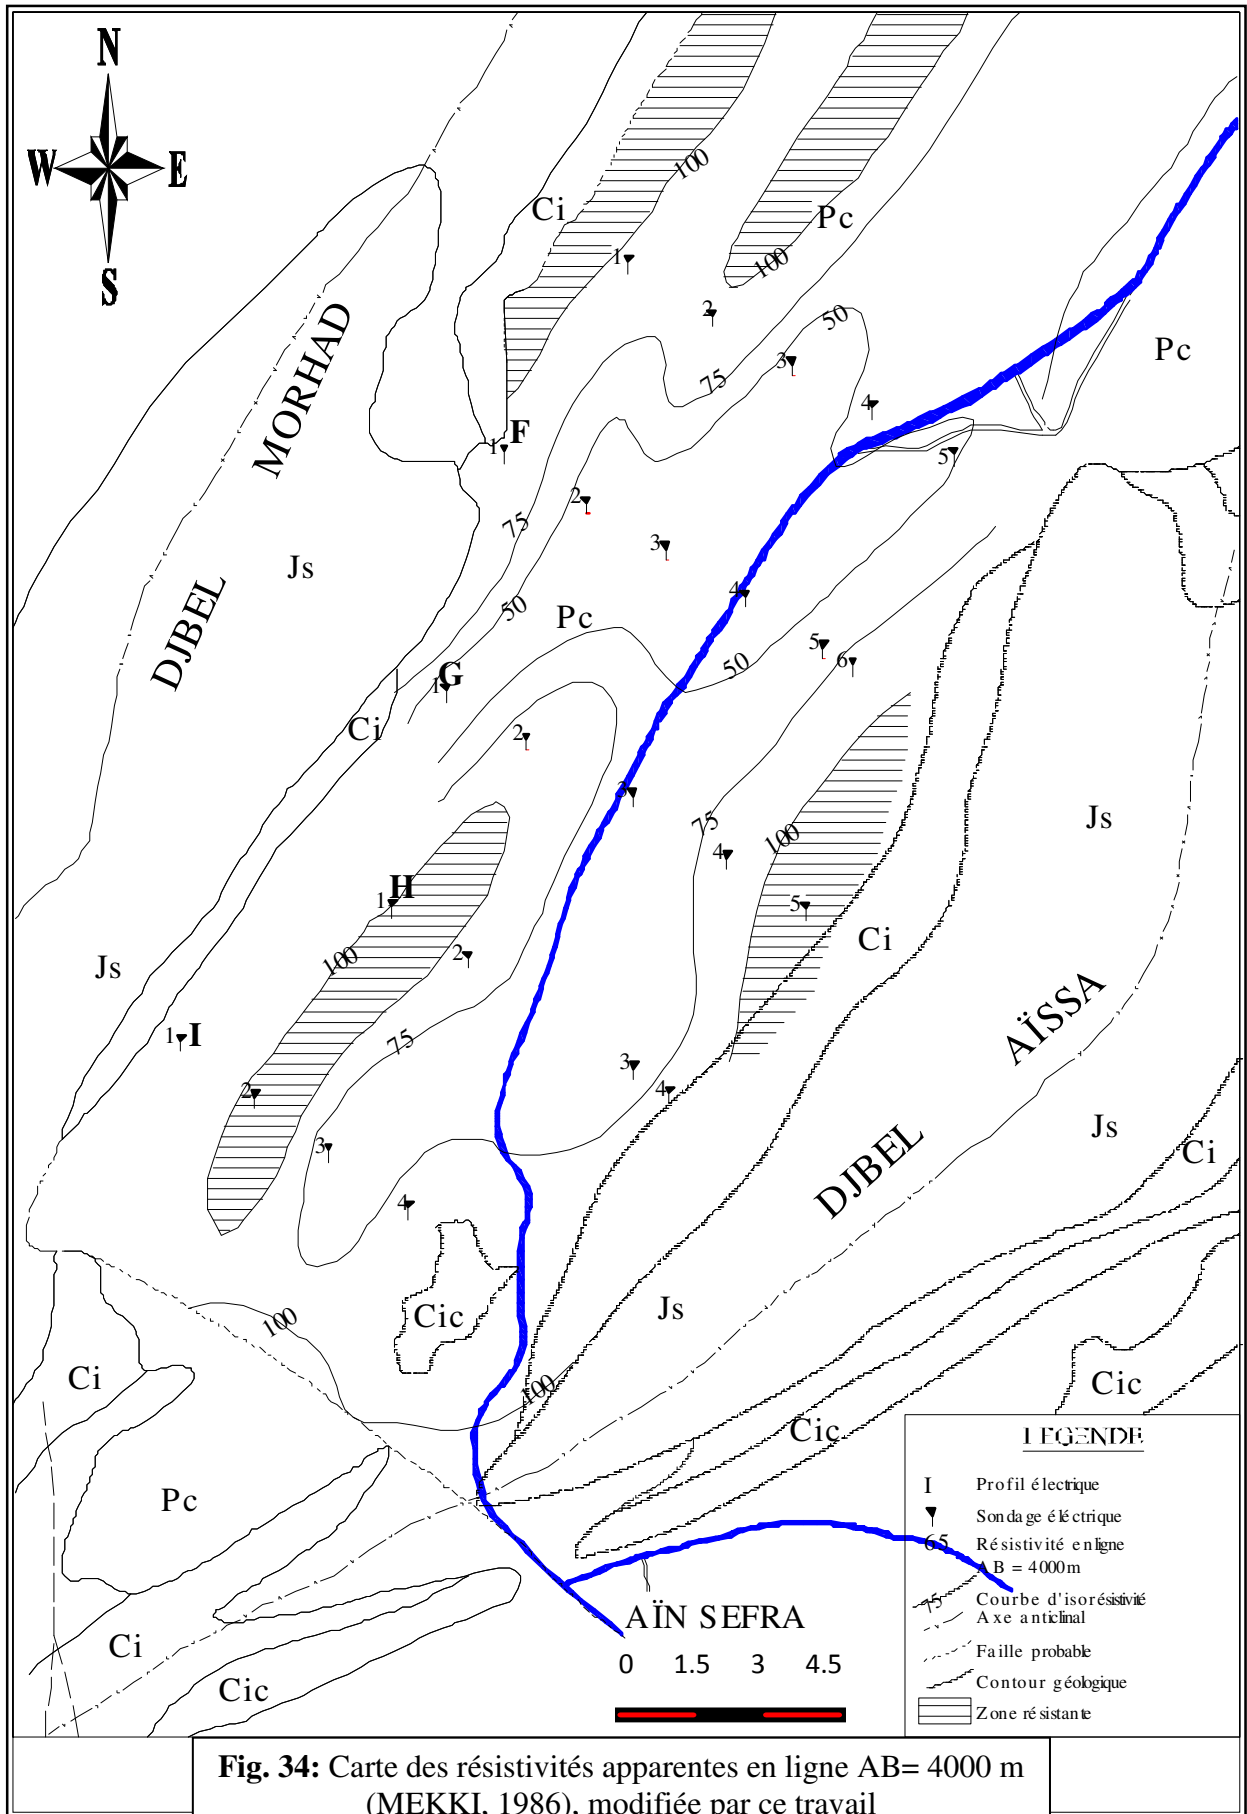 N
W E
S
100
Ci
Pc
1
100
2
50
MORHAD
3
Pc
75
4
F
1
5
2
75
3
Js
DJBEL
4
50
Pc
5
50
6
G
1
Ci
2
3
75
100
Js
4
H
1
5
Ci
2
100
Js
AÏSSA
I
1
75
3
2
4
Js
3
Ci
DJBEL
4
Cic
Js
100
Ci
100
Cic
Cic
LEGENDE
Pc
I Profil électrique
Sondage éléctrique
65 Résistivité en ligne
AB = 4000m
75 Courbe d'isorésistivité
Axe anticlinal
Faille probable
Contour géologique
Zone résistante
AÏN SEFRA
Ci
Cic
0 1.5 3 4.5
Fig. 34: Carte des résistivités apparentes en ligne AB= 4000 m
(MEKKI, 1986), modifiée par ce travail